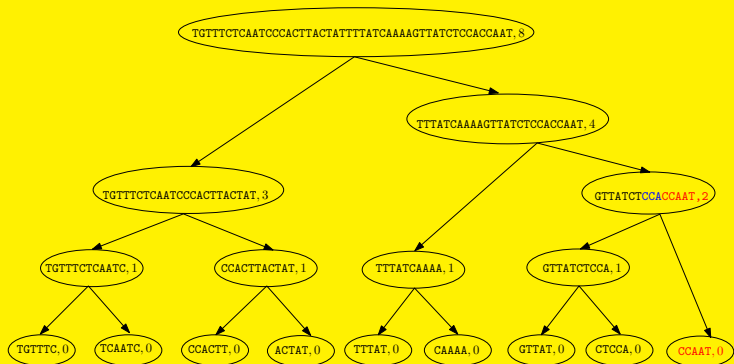 TGTTTCTCAATCCCACTTACTATTTTATCAAAAGTTATCTCCACCAAT, 8
TTTATCAAAAGTTATCTCCACCAAT, 4
TGTTTCTCAATCCCACTTACTAT, 3
GTTATCTCCACCAAT, 2
TGTTTCTCAATC, 1
CCACTTACTAT, 1
TTTATCAAAA, 1
GTTATCTCCA, 1
TGTTTC, 0
TCAATC, 0
CCACTT, 0
ACTAT, 0
TTTAT, 0
CAAAA, 0
GTTAT, 0
CTCCA, 0
CCAAT, 0